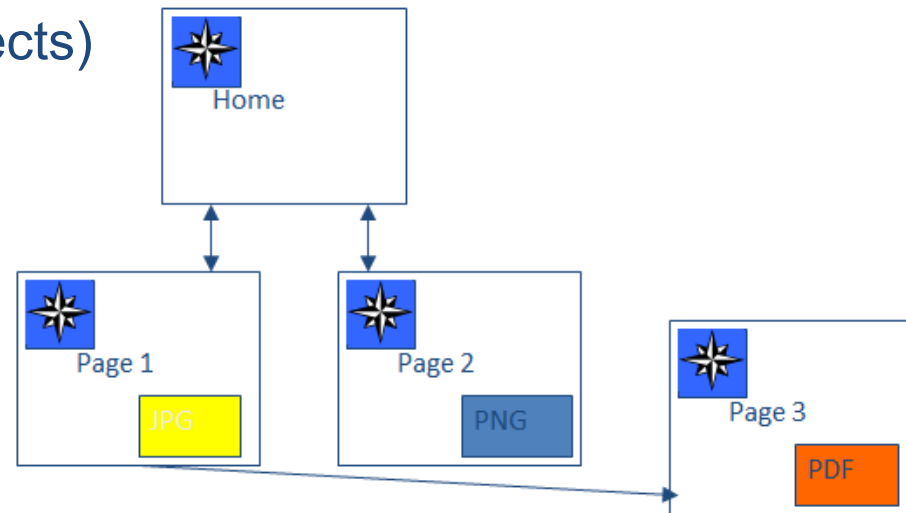 ects)
Home
Page 1
JPG
Page 2
PNG
Page 3
PDF